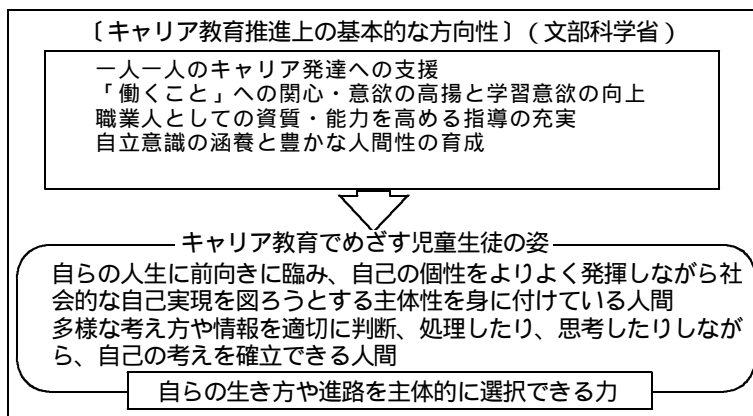 〔キャリア教育推進上の基本的な方向性〕(文部科学省)
一人一人のキャリア発達への支援
「働くこと」への関心・意欲の高揚と学習意欲の向上
職業人としての資質・能力を高める指導の充実
自立意識の涵養と豊かな人間性の育成
キャリア教育でめざす児童生徒の姿
自らの人生に前向きに臨み、自己の個性をよりよく発揮しながら社
会的な自己実現を図ろうとする主体性を身に付けている人間
多様な考え方や情報を適切に判断、処理したり、思考したりしなが
ら、自己の考えを確立できる人間
自らの生き方や進路を主体的に選択できる力